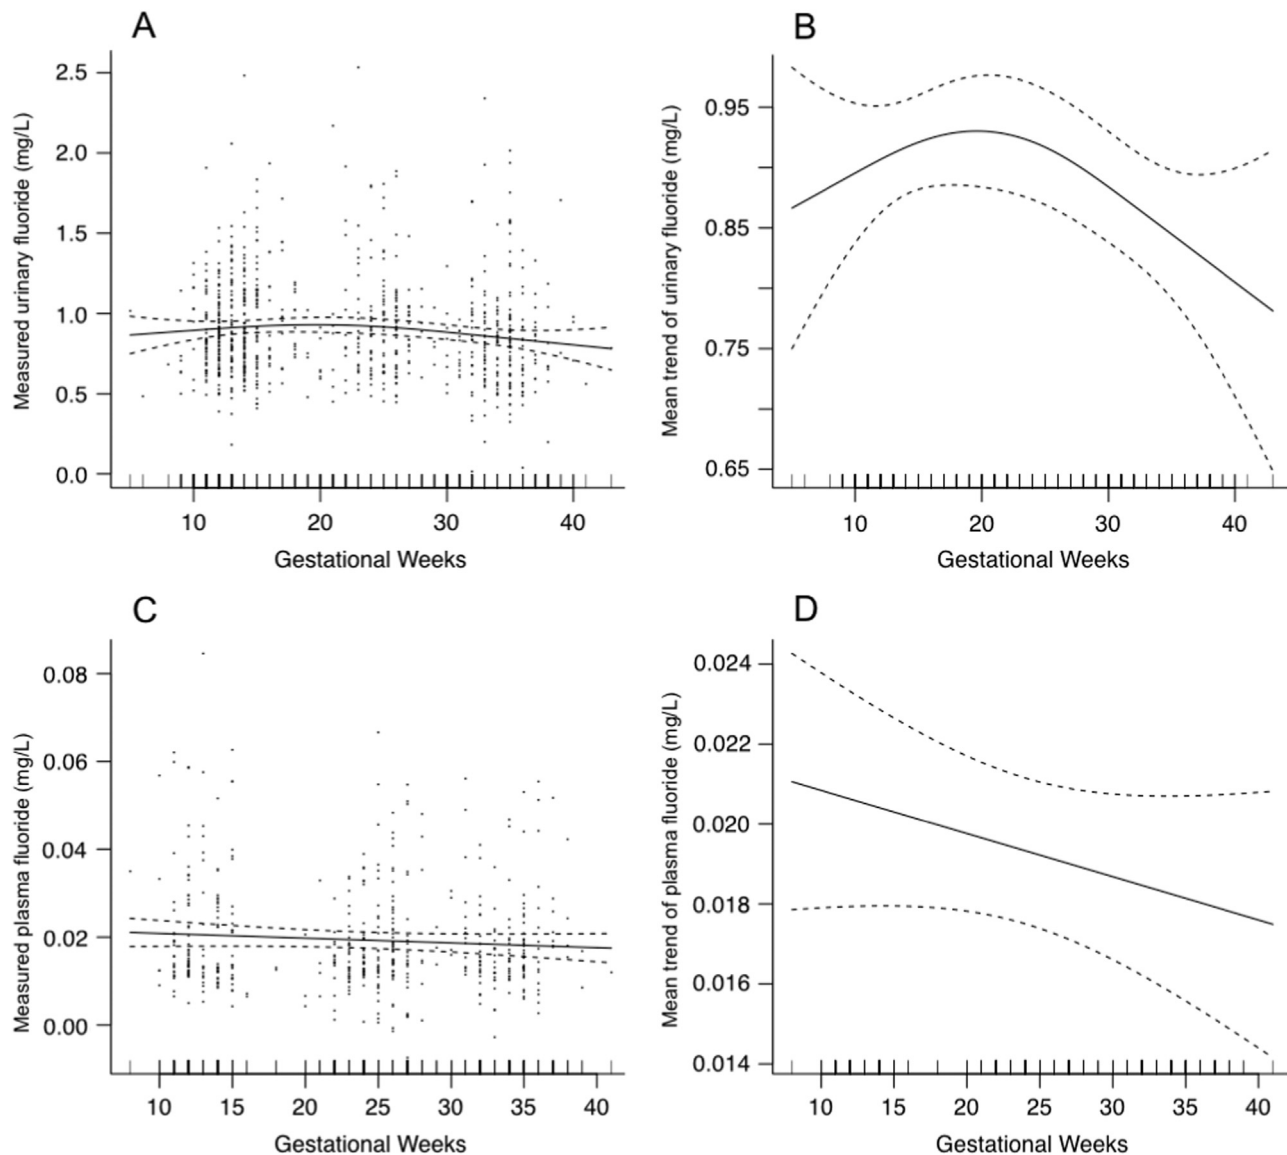 A
Measured urinary fluoride (mg/L)
2.5
2.0
1.5
1.0
0.5
0.0
10 20 30 40
Gestational Weeks
B
Mean trend of urinary fluoride (mg/L)
0.95
0.85
0.75
0.65
10 20 30 40
Gestational Weeks
C
Measured plasma fluoride (mg/L)
0.08
0.06
0.04
0.02
0.00
10 15 20 25 30 35 40
Gestational Weeks
D
Mean trend of plasma fluoride (mg/L)
0.024
0.022
0.020
0.018
0.016
0.014
10 15 20 25 30 35 40
Gestational Weeks